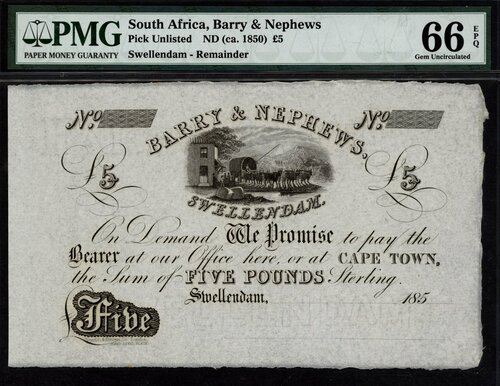 PMG
PAPER MONEY GUARANTY
South Africa, Barry & Nephews
Pick Unlisted ND (ca. 1850) £5
Swellendam - Remainder
66 EPQ
Gem Uncirculated
No. No.
BARRY & NEPHEWS,
£5 £5
SWELLENDAM.
On Demand We Promise to pay the
Bearer at our Office here, or at CAPE TOWN,
the Sum of FIVE POUNDS Sterling.
Swellendam, 185
£Five